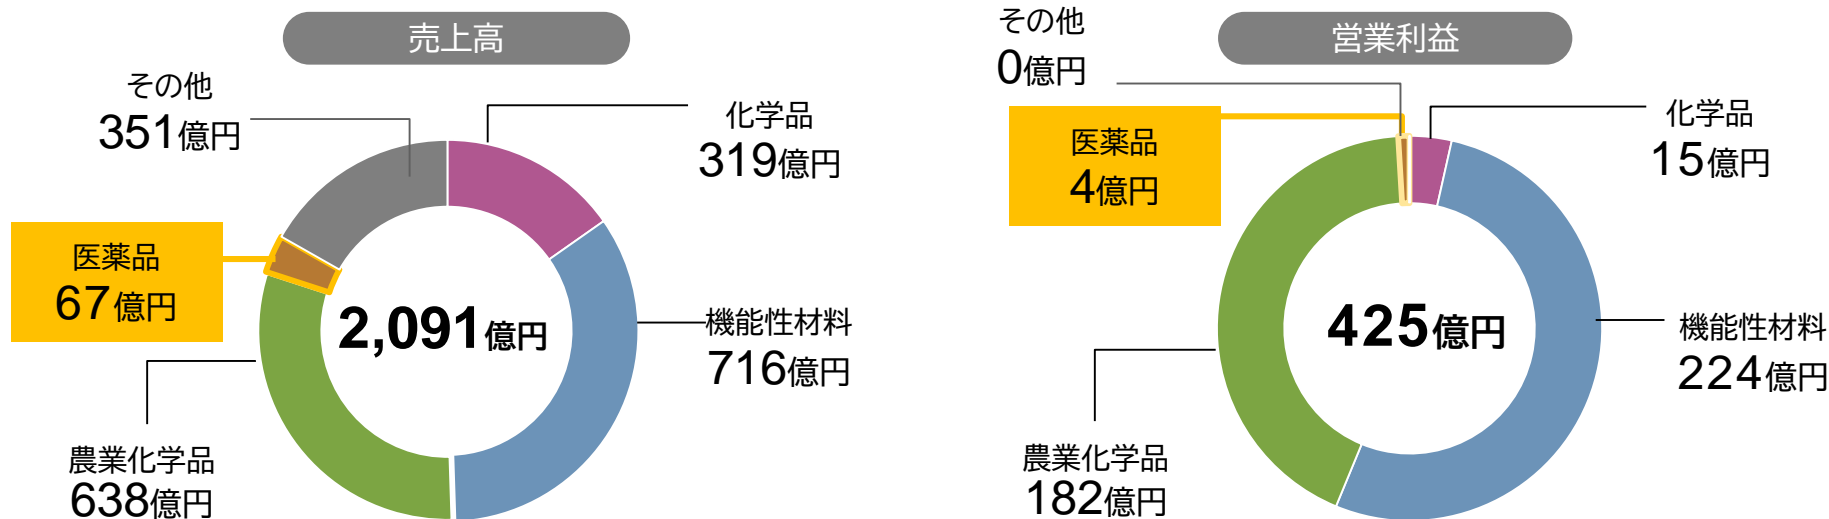 売上高
その他
351億円
化学品
319億円
医薬品
67億円
2,091億円
機能性材料
716億円
農業化学品
638億円
営業利益
その他
0億円
医薬品
4億円
化学品
15億円
425億円
機能性材料
224億円
農業化学品
182億円